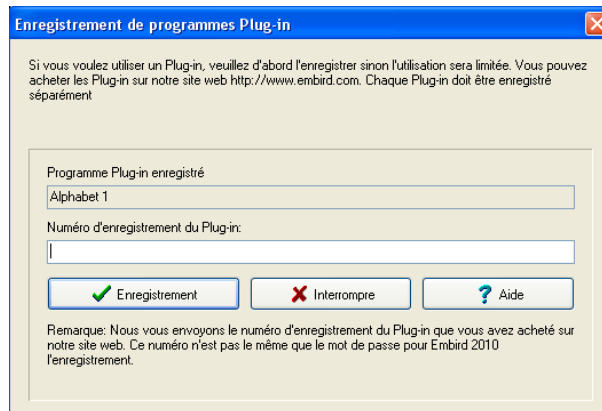 Enregistrement de programmes Plug-in
Si vous voulez utiliser un Plug-in, veuillez d'abord l'enregistrer sinon l'utilisation sera limitée. Vous pouvez
acheter les Plug-in sur notre site web http://www.embird.com. Chaque Plug-in doit être enregistré
séparément
Programme Plug-in enregistré
Alphabet 1
Numéro d'enregistrement du Plug-in:
Enregistrement
Interrompre
Aide
Remarque: Nous vous envoyons le numéro d'enregistrement du Plug-in que vous avez acheté sur
notre site web. Ce numéro n'est pas le même que le mot de passe pour Embird 2010
l'enregistrement.